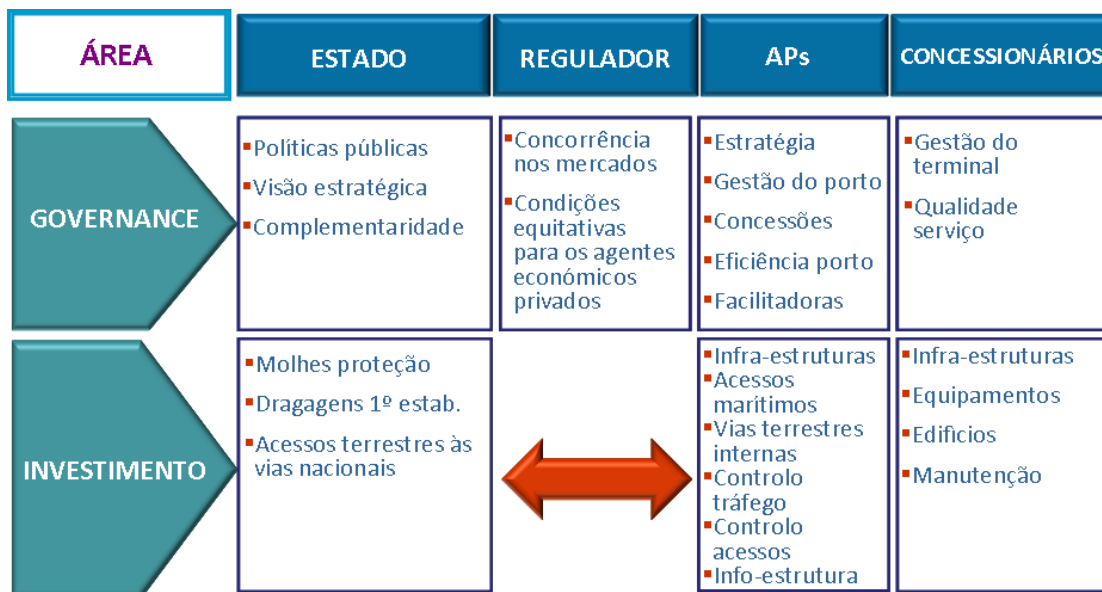 ÁREA
ESTADO
REGULADOR
APs
CONCESSIONÁRIOS
GOVERNANCE
Políticas públicas
Visão estratégica
Complementaridade
Concorrência
nos mercados
Condições
equitativas
para os agentes
económicos
privados
Estratégia
Gestão do porto
Concessões
Eficiência porto
Facilitadoras
Gestão do
terminal
Qualidade
serviço
INVESTIMENTO
Molhes proteção
Dragagens 1º estab.
Acessos terrestres às
vias nacionais
Infra-estruturas
Acessos
marítimos
Vias terrestres
internas
Controlo
tráfego
Controlo
acessos
Info-estrutura
Infra-estruturas
Equipamentos
Edificios
Manutenção